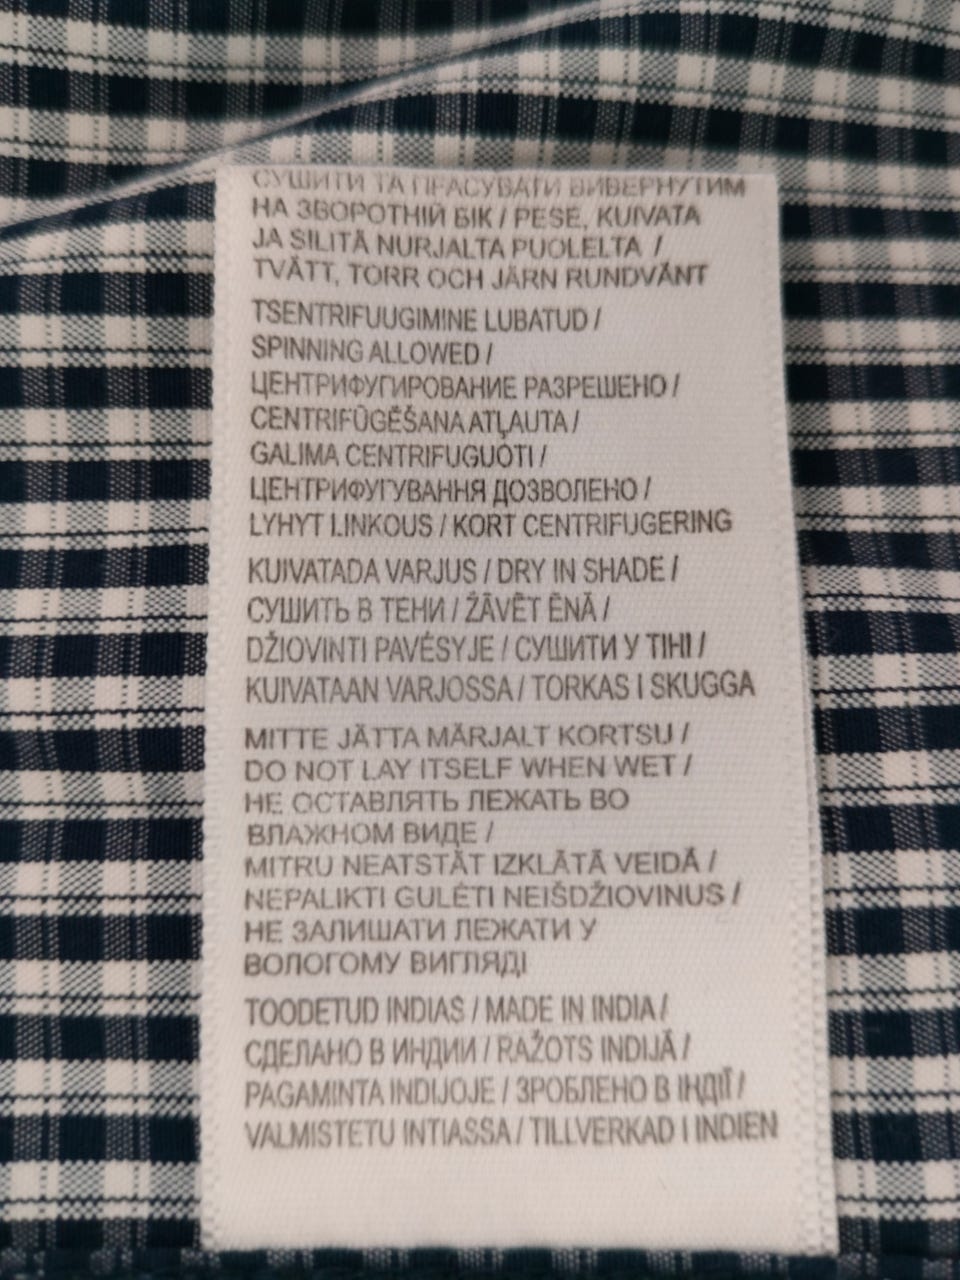 СУШИТИ ТА ПРАСУВАТИ ВИВЕРНУТИМ
НА ЗВОРОТНІЙ БІК / PESE, KUIVATA
JA SILITÄ NURJALTA PUOLELTA /
TVÄTT, TORR OCH JÄRN RUNDVÄNT
TSENTRIFUUGIMINE LUBATUD /
SPINNING ALLOWED /
ЦЕНТРИФУГИРОВАНИЕ РАЗРЕШЕНО /
CENTRIFŪGĒŠANA ATĻAUTA /
GALIMA CENTRIFUGUOTI /
ЦЕНТРИФУГУВАННЯ ДОЗВОЛЕНО /
LYHYT LINKOUS / KORT CENTRIFUGERING
KUIVATADA VARJUS / DRY IN SHADE /
СУШИТЬ В ТЕНИ / ŽĀVĒT ĒNĀ /
DŽIOVINTI PAVĖSYJE / СУШИТИ У ТІНІ /
KUIVATAAN VARJOSSA / TORKAS I SKUGGA
MITTE JÄTTA MÄRJALT KORTSU /
DO NOT LAY ITSELF WHEN WET /
НЕ ОСТАВЛЯТЬ ЛЕЖАТЬ ВО
ВЛАЖНОМ ВИДЕ /
MITRU NEATSTĀT IZKLĀTĀ VEIDĀ /
NEPALIKTI GULĖTI NEIŠDŽIOVINUS /
НЕ ЗАЛИШАТИ ЛЕЖАТИ У
ВОЛОГОМУ ВИГЛЯДІ
TOODETUD INDIAS / MADE IN INDIA /
СДЕЛАНО В ИНДИИ / RAŽOTS INDIJĀ /
PAGAMINTA INDIJOJE / ЗРОБЛЕНО В ІНДІЇ /
VALMISTETU INTIASSA / TILLVERKAD I INDIEN